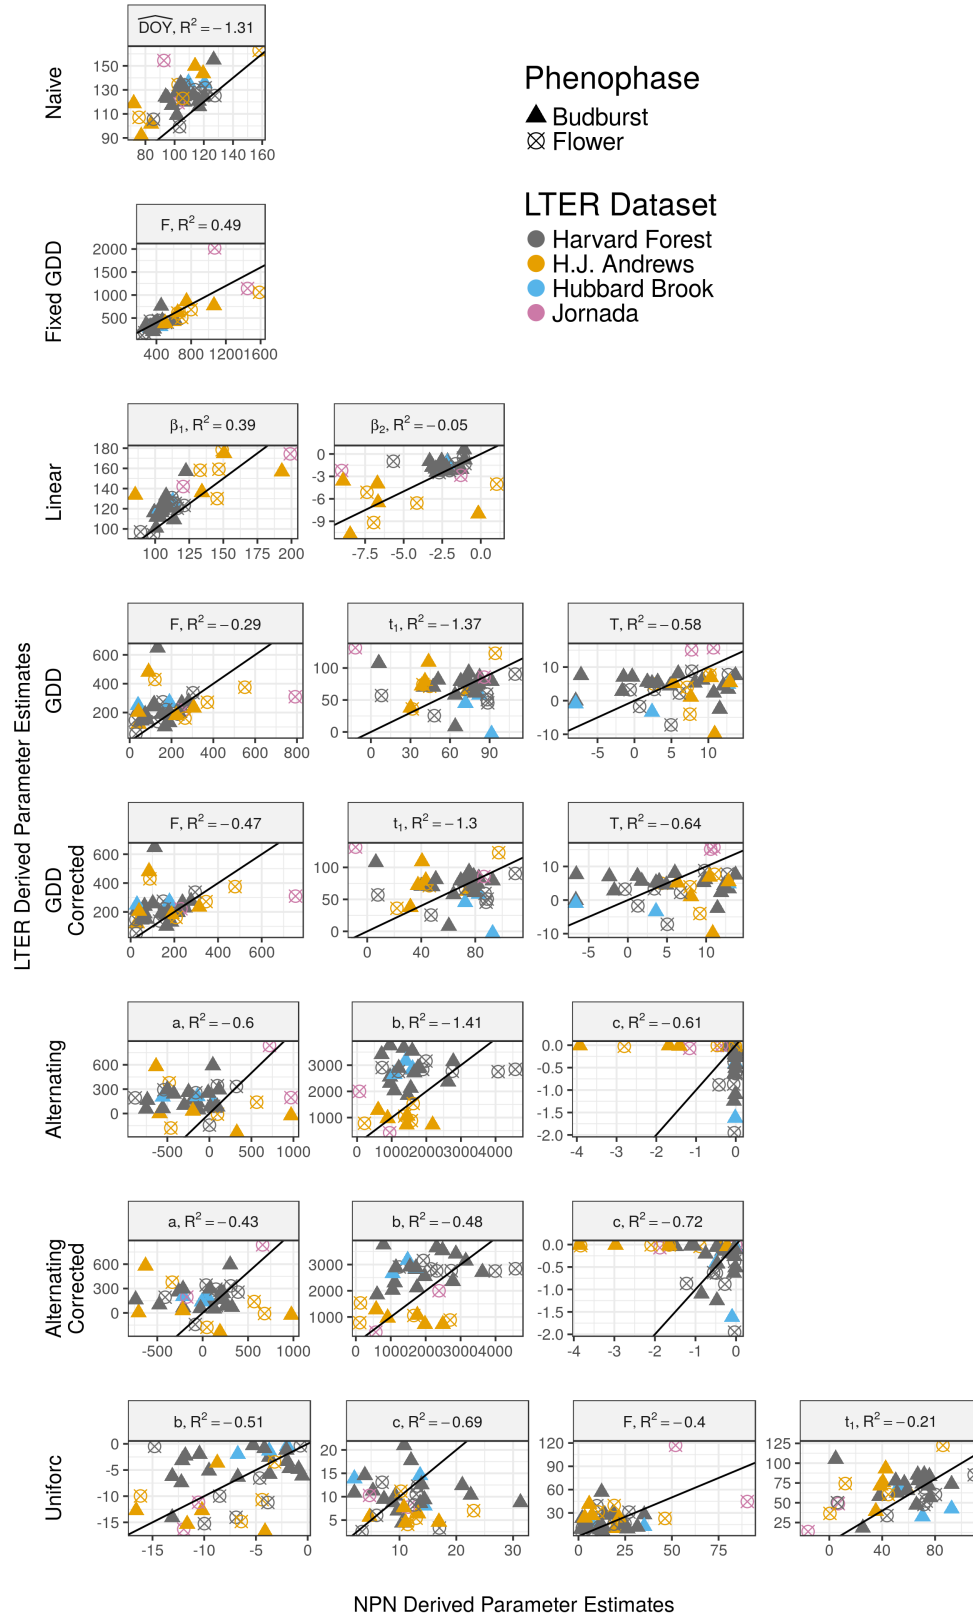 DOY, R² = −1.31
Naive
150
130
110
90
80 100 120 140 160
Phenophase
Budburst
Flower
LTER Dataset
Harvard Forest
H.J. Andrews
Hubbard Brook
Jornada
F, R² = 0.49
Fixed GDD
2000
1500
1000
500
400 800 1200 1600
β₁, R² = 0.39
β₂, R² = −0.05
Linear
180
160
140
120
100
100 125 150 175 200
0
-3
-6
-9
-7.5 -5.0 -2.5 0.0
LTER Derived Parameter Estimates
F, R² = −0.29
t₁, R² = −1.37
T, R² = −0.58
GDD
600
400
200
0 200 400 600 800
100
50
0
0 30 60 90
10
0
-10
-5 0 5 10
F, R² = −0.47
t₁, R² = −1.3
T, R² = −0.64
GDD
Corrected
600
400
200
0 200 400 600
100
50
0
0 40 80
10
0
-10
-5 0 5 10
a, R² = −0.6
b, R² = −1.41
c, R² = −0.61
Alternating
600
300
0
-500 0 500 1000
3000
2000
1000
0 1000 2000 3000 4000
0.0
-0.5
-1.0
-1.5
-2.0
-4 -3 -2 -1 0
a, R² = −0.43
b, R² = −0.48
c, R² = −0.72
Alternating
Corrected
600
300
0
-500 0 500 1000
3000
2000
1000
0 1000 2000 3000 4000
0.0
-0.5
-1.0
-1.5
-2.0
-4 -3 -2 -1 0
b, R² = −0.51
c, R² = −0.69
F, R² = −0.4
t₁, R² = −0.21
Uniforc
0
-5
-10
-15
-15 -10 -5 0
20
15
10
5
10 20 30
120
90
60
30
0 25 50 75
125
100
75
50
25
0 40 80
NPN Derived Parameter Estimates